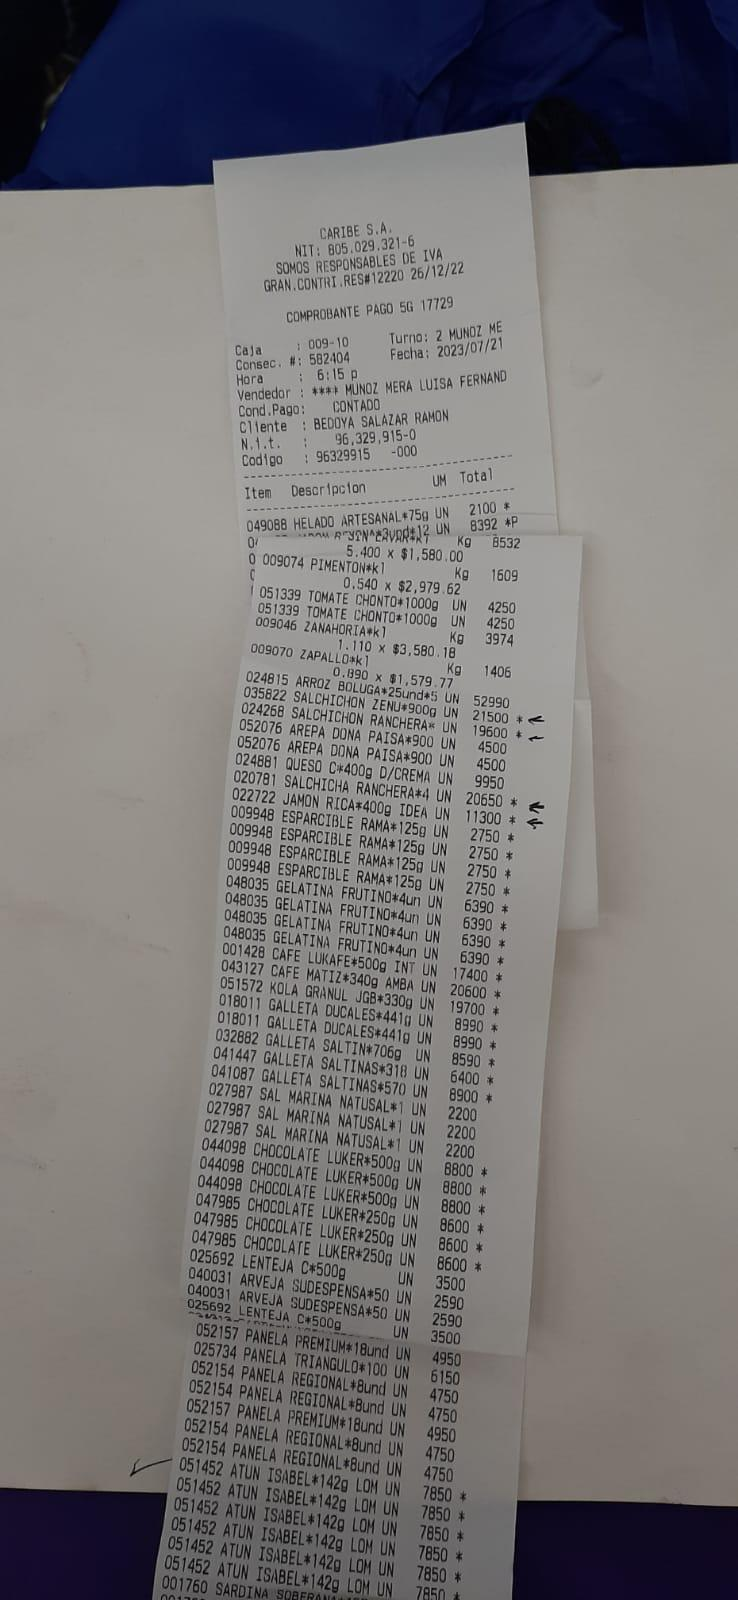 CARIBE S.A.
NIT: 805.029.321-6
SOMOS RESPONSABLES DE IVA
GRAN.CONTRI.RES#12220 26/12/22
COMPROBANTE PAGO 5G 17729
Caja : 009-10 Turno: 2 MUNOZ ME
Consec. #: 582404 Fecha: 2023/07/21
Hora : 6:15 p
Vendedor : **** MUNOZ MERA LUISA FERNAND
Cond.Pago: CONTADO
Cliente : BEDOYA SALAZAR RAMON
N.i.t. : 96,329,915-0
Codigo : 96329915 -000
Item Descripcion UM Total
049088 HELADO ARTESANAL*75g UN 2100 *
UN 8392 *P
Kg 8532
5.400 x $1,580.00
009074 PIMENTON*k1 Kg 1609
0.540 x $2,979.62
051339 TOMATE CHONTO*1000g UN 4250
051339 TOMATE CHONTO*1000g UN 4250
009046 ZANAHORIA*k1 Kg 3974
1.110 x $3,580.18
009070 ZAPALLO*k1 Kg 1406
0.890 x $1,579.77
024815 ARROZ BOLUGA*25und*5 UN 52990
035822 SALCHICHON ZENU*900g UN 21500 *
024268 SALCHICHON RANCHERA* UN 19600 *
052076 AREPA DONA PAISA*900 UN 4500
052076 AREPA DONA PAISA*900 UN 4500
024881 QUESO C*400g D/CREMA UN 9950
020781 SALCHICHA RANCHERA*4 UN 20650 *
022722 JAMON RICA*400g IDEA UN 11300 *
009948 ESPARCIBLE RAMA*125g UN 2750 *
009948 ESPARCIBLE RAMA*125g UN 2750 *
009948 ESPARCIBLE RAMA*125g UN 2750 *
009948 ESPARCIBLE RAMA*125g UN 2750 *
048035 GELATINA FRUTINO*4un UN 6390 *
048035 GELATINA FRUTINO*4un UN 6390 *
048035 GELATINA FRUTINO*4un UN 6390 *
048035 GELATINA FRUTINO*4un UN 6390 *
001428 CAFE LUKAFE*500g INT UN 17400 *
043127 CAFE MATIZ*340g AMBA UN 20600 *
051572 KOLA GRANUL JGB*330g UN 19700 *
018011 GALLETA DUCALES*441g UN 8990 *
018011 GALLETA DUCALES*441g UN 8990 *
032882 GALLETA SALTIN*706g UN 8590 *
041447 GALLETA SALTINAS*318 UN 6400 *
041087 GALLETA SALTINAS*570 UN 8900 *
027987 SAL MARINA NATUSAL*1 UN 2200
027987 SAL MARINA NATUSAL*1 UN 2200
027987 SAL MARINA NATUSAL*1 UN 2200
044098 CHOCOLATE LUKER*500g UN 8800 *
044098 CHOCOLATE LUKER*500g UN 8800 *
044098 CHOCOLATE LUKER*500g UN 8800 *
047985 CHOCOLATE LUKER*250g UN 8600 *
047985 CHOCOLATE LUKER*250g UN 8600 *
047985 CHOCOLATE LUKER*250g UN 8600 *
025692 LENTEJA C*500g UN 3500
040031 ARVEJA SUDESPENSA*50 UN 2590
040031 ARVEJA SUDESPENSA*50 UN 2590
025692 LENTEJA C*500g UN 3500
052157 PANELA PREMIUM*18und UN 4950
025734 PANELA TRIANGULO*100 UN 6150
052154 PANELA REGIONAL*8und UN 4750
052154 PANELA REGIONAL*8und UN 4750
052157 PANELA PREMIUM*18und UN 4950
052154 PANELA REGIONAL*8und UN 4750
052154 PANELA REGIONAL*8und UN 4750
051452 ATUN ISABEL*142g LOM UN 7850 *
051452 ATUN ISABEL*142g LOM UN 7850 *
051452 ATUN ISABEL*142g LOM UN 7850 *
051452 ATUN ISABEL*142g LOM UN 7850 *
051452 ATUN ISABEL*142g LOM UN 7850 *
051452 ATUN ISABEL*142g LOM UN 7850 *
001760 SARDINA